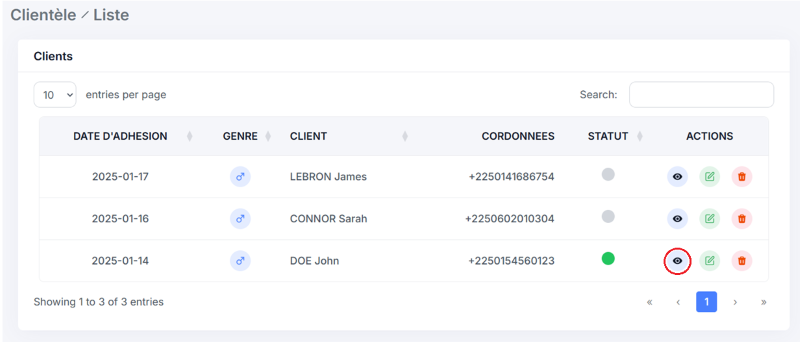 Clientèle / Liste
Clients
10 entries per page Search:
DATE D'ADHESION GENRE CLIENT CORDONNEES STATUT ACTIONS
2025-01-17 LEBRON James +2250141686754
2025-01-16 CONNOR Sarah +2250602010304
2025-01-14 DOE John +2250154560123
Showing 1 to 3 of 3 entries « ‹ 1 › »